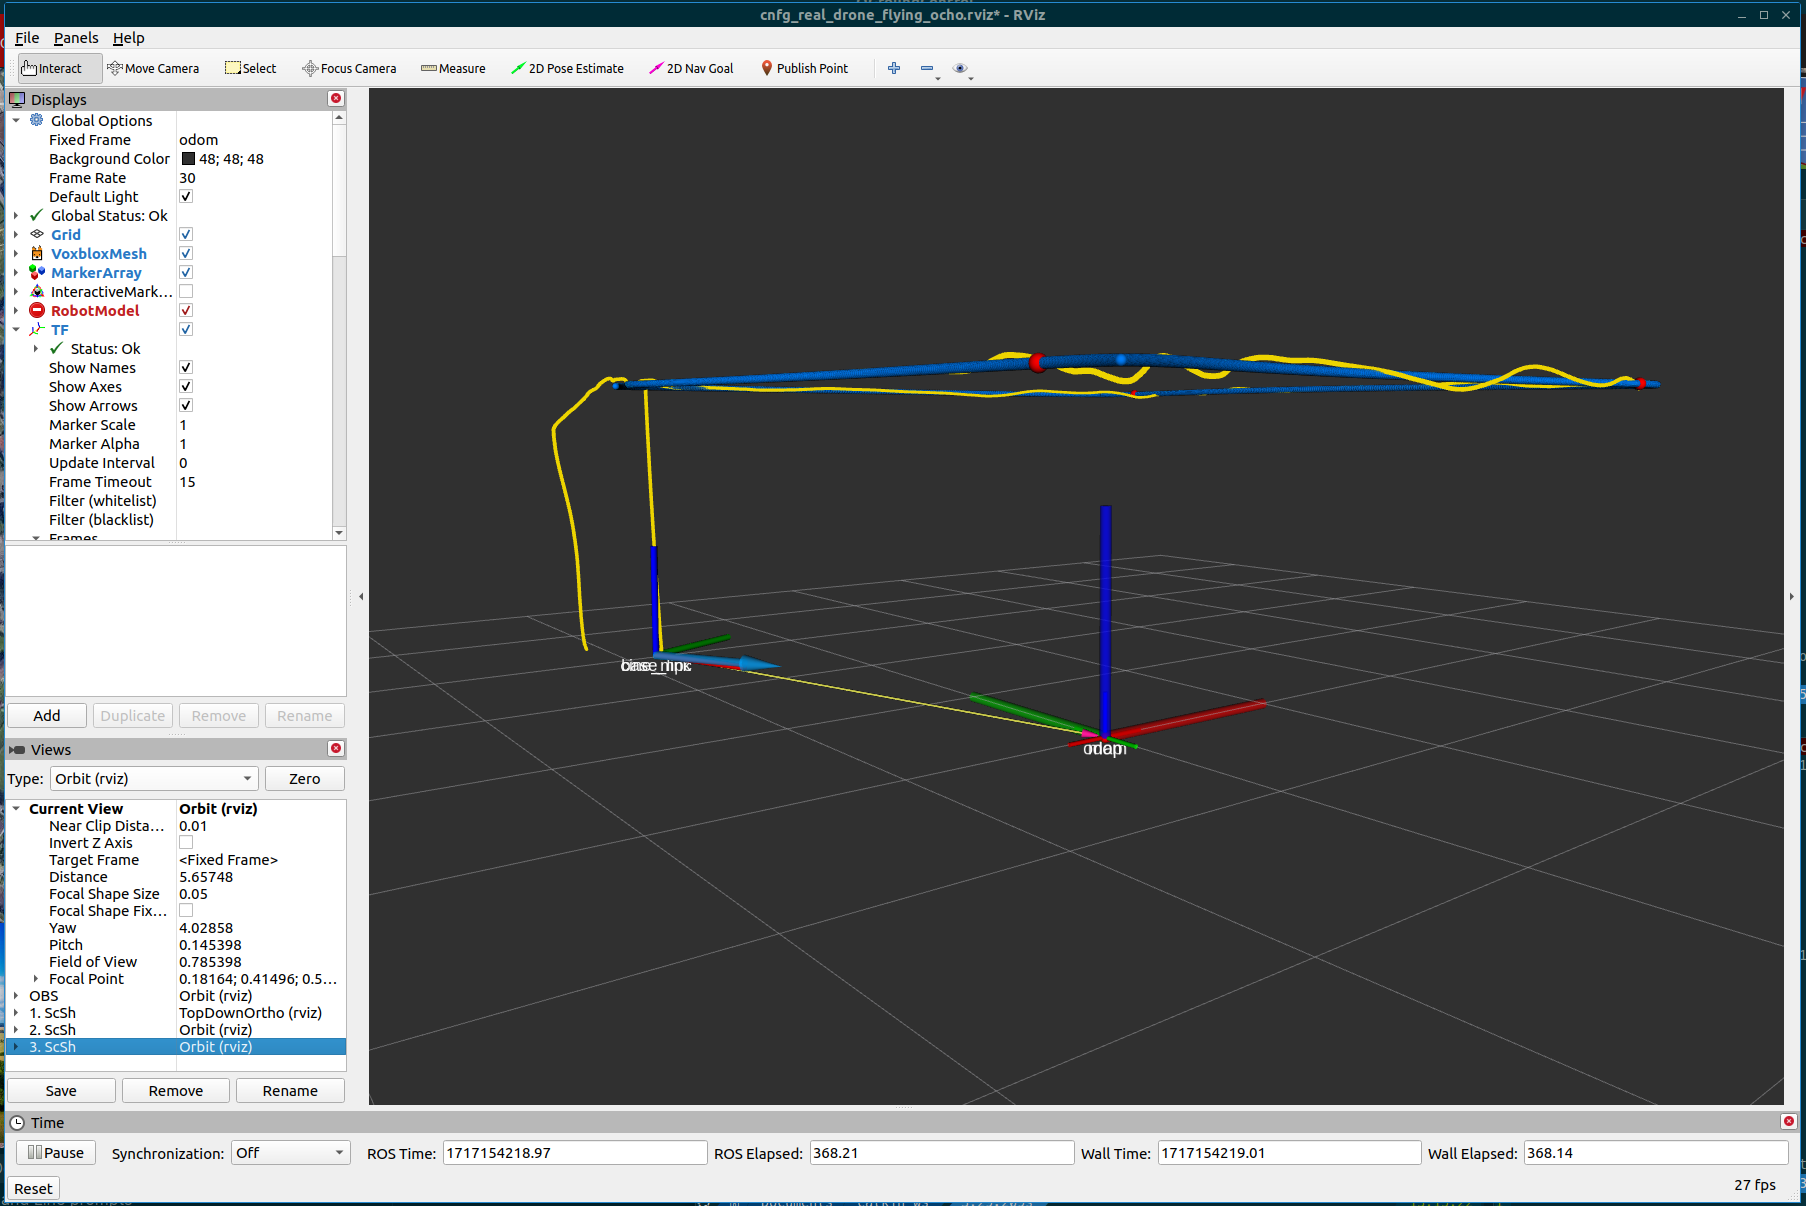 cnfg_real_drone_flying_ocho.rviz* - RViz
File Panels Help
Interact Move Camera Select Focus Camera Measure 2D Pose Estimate 2D Nav Goal Publish Point
Displays
Global Options
Fixed Frame odom
Background Color 48; 48; 48
Frame Rate 30
Default Light
Global Status: Ok
Grid
VoxbloxMesh
MarkerArray
InteractiveMark...
RobotModel
TF
Status: Ok
Show Names
Show Axes
Show Arrows
Marker Scale 1
Marker Alpha 1
Update Interval 0
Frame Timeout 15
Filter (whitelist)
Filter (blacklist)
Frames
Add Duplicate Remove Rename
Views
Type: Orbit (rviz) Zero
Current View Orbit (rviz)
Near Clip Dista... 0.01
Invert Z Axis
Target Frame <Fixed Frame>
Distance 5.65748
Focal Shape Size 0.05
Focal Shape Fix...
Yaw 4.02858
Pitch 0.145398
Field of View 0.785398
Focal Point 0.18164; 0.41496; 0.5...
OBS Orbit (rviz)
1. ScSh TopDownOrtho (rviz)
2. ScSh Orbit (rviz)
3. ScSh Orbit (rviz)
Save Remove Rename
Time
Pause Synchronization: Off ROS Time: 1717154218.97 ROS Elapsed: 368.21 Wall Time: 1717154219.01 Wall Elapsed: 368.14
Reset 27 fps